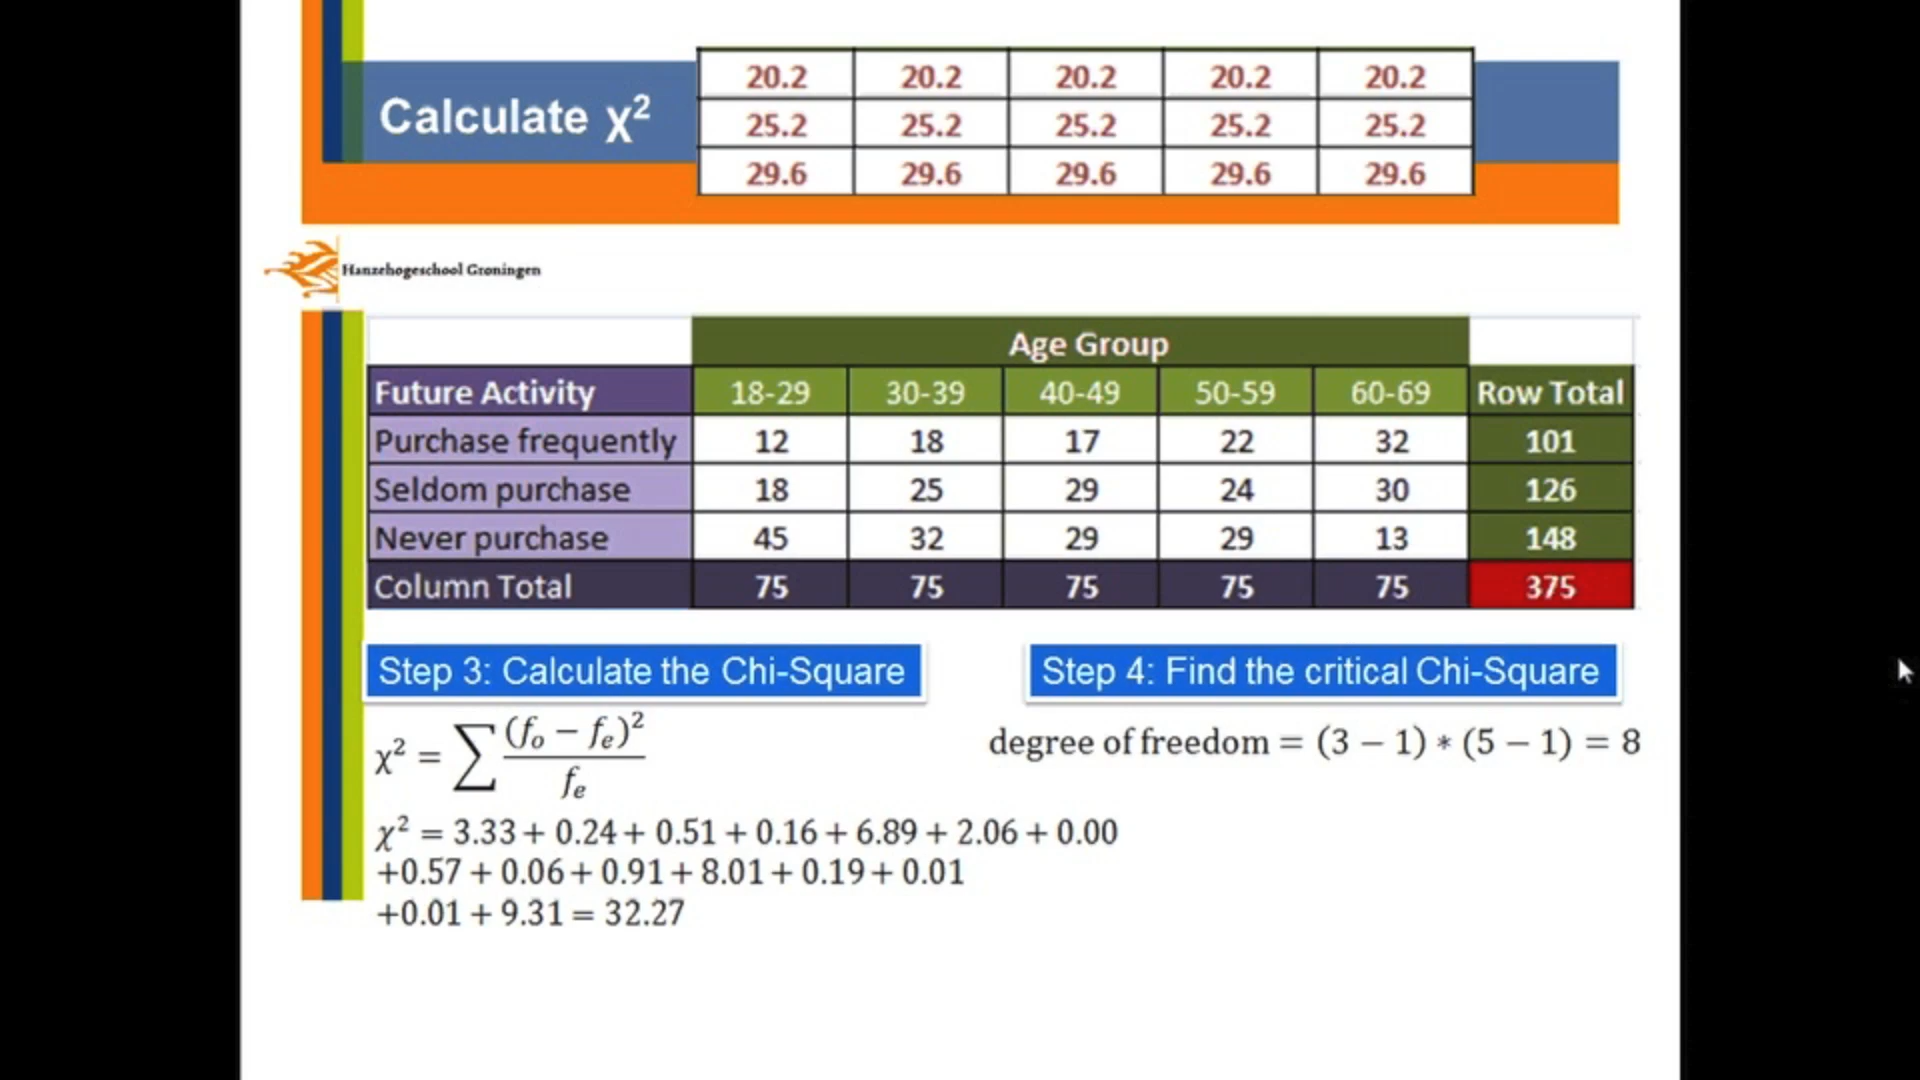 Calculate χ²
20.2 20.2 20.2 20.2 20.2
25.2 25.2 25.2 25.2 25.2
29.6 29.6 29.6 29.6 29.6
Hanzehogeschool Groningen
Age Group
Future Activity 18-29 30-39 40-49 50-59 60-69 Row Total
Purchase frequently 12 18 17 22 32 101
Seldom purchase 18 25 29 24 30 126
Never purchase 45 32 29 29 13 148
Column Total 75 75 75 75 75 375
Step 3: Calculate the Chi-Square
Step 4: Find the critical Chi-Square
χ² = ∑ (fₒ − fₑ)² / fₑ
degree of freedom = (3 − 1) ∗ (5 − 1) = 8
χ² = 3.33 + 0.24 + 0.51 + 0.16 + 6.89 + 2.06 + 0.00
+0.57 + 0.06 + 0.91 + 8.01 + 0.19 + 0.01
+0.01 + 9.31 = 32.27